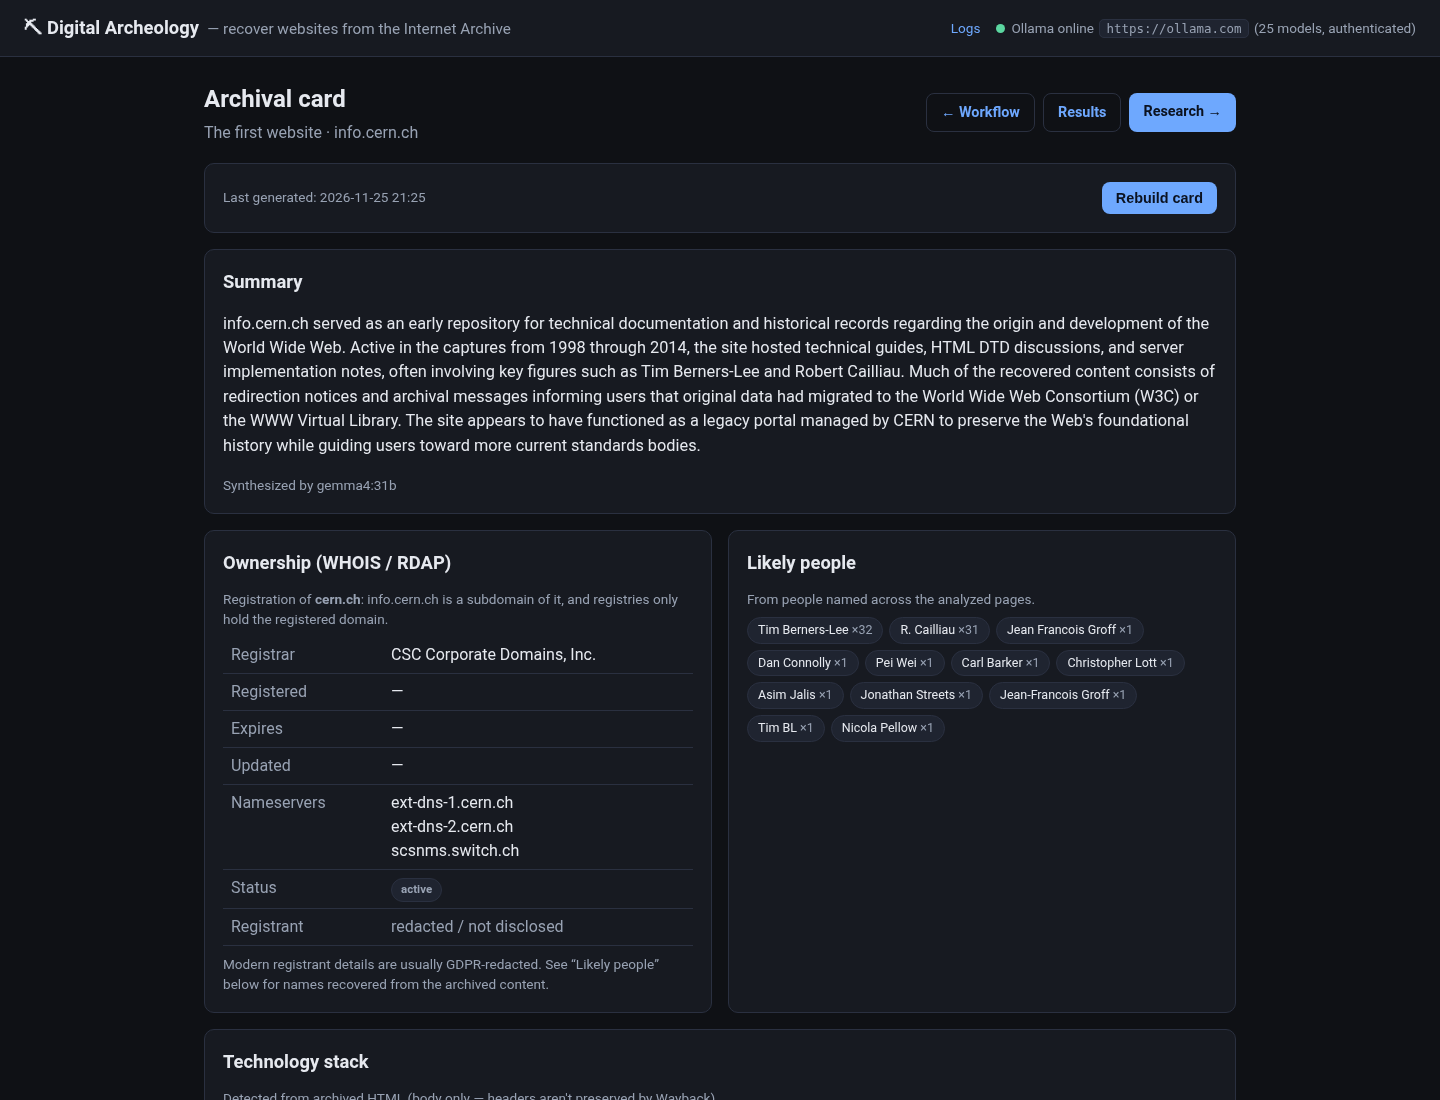 Digital Archeology — recover websites from the Internet Archive
Logs Ollama online https://ollama.com (25 models, authenticated)
Archival card
The first website · info.cern.ch
← Workflow
Results
Research →
Last generated: 2026-11-25 21:25
Rebuild card
Summary
info.cern.ch served as an early repository for technical documentation and historical records regarding the origin and development of the
World Wide Web. Active in the captures from 1998 through 2014, the site hosted technical guides, HTML DTD discussions, and server
implementation notes, often involving key figures such as Tim Berners-Lee and Robert Cailliau. Much of the recovered content consists of
redirection notices and archival messages informing users that original data had migrated to the World Wide Web Consortium (W3C) or
the WWW Virtual Library. The site appears to have functioned as a legacy portal managed by CERN to preserve the Web's foundational
history while guiding users toward more current standards bodies.
Synthesized by gemma4:31b
Ownership (WHOIS / RDAP)
Registration of cern.ch: info.cern.ch is a subdomain of it, and registries only
hold the registered domain.
Registrar CSC Corporate Domains, Inc.
Registered —
Expires —
Updated —
Nameservers ext-dns-1.cern.ch
ext-dns-2.cern.ch
scsnms.switch.ch
Status active
Registrant redacted / not disclosed
Modern registrant details are usually GDPR-redacted. See “Likely people”
below for names recovered from the archived content.
Likely people
From people named across the analyzed pages.
Tim Berners-Lee ×32 R. Cailliau ×31 Jean Francois Groff ×1
Dan Connolly ×1 Pei Wei ×1 Carl Barker ×1 Christopher Lott ×1
Asim Jalis ×1 Jonathan Streets ×1 Jean-Francois Groff ×1
Tim BL ×1 Nicola Pellow ×1
Technology stack
Detected from archived HTML (body only — headers aren't preserved by Wayback)